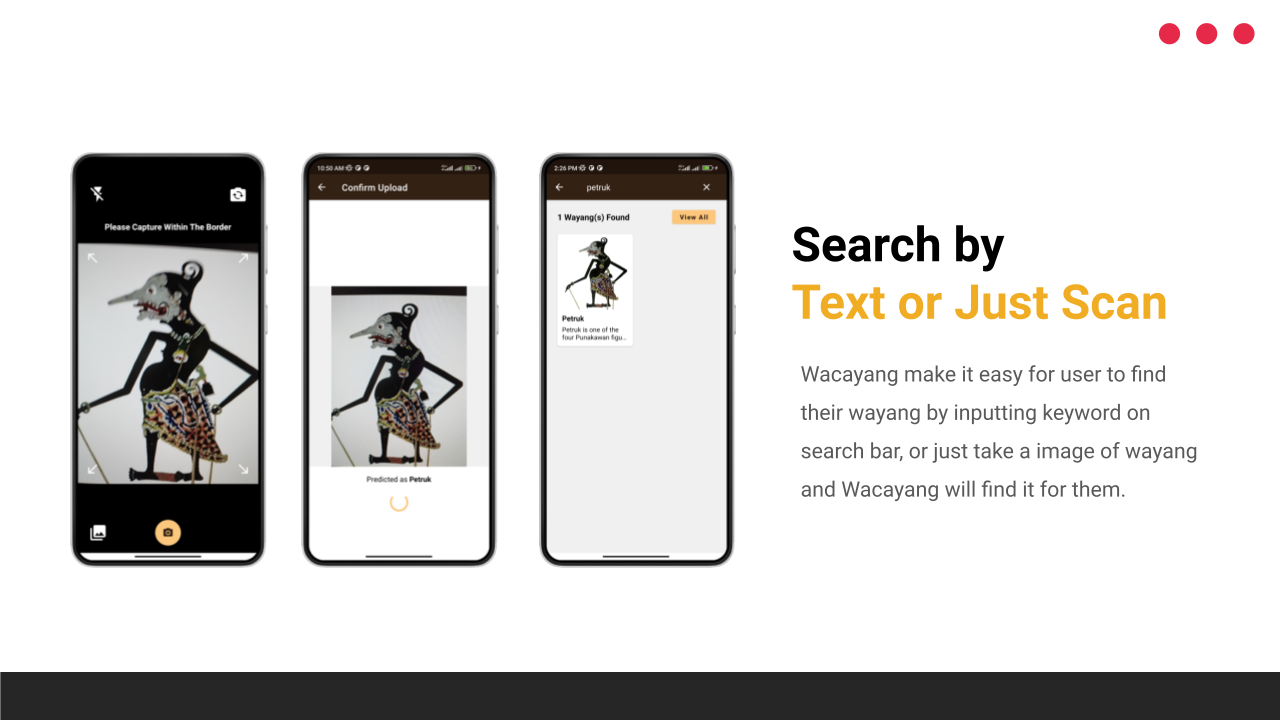 Please Capture Within The Border
10:50 AM
Confirm Upload
Predicted as Petruk
2:26 PM
petruk
1 Wayang(s) Found
View All
Petruk
Petruk is one of the
four Punakawan figu...
Search by
Text or Just Scan
Wacayang make it easy for user to find
their wayang by inputting keyword on
search bar, or just take a image of wayang
and Wacayang will find it for them.